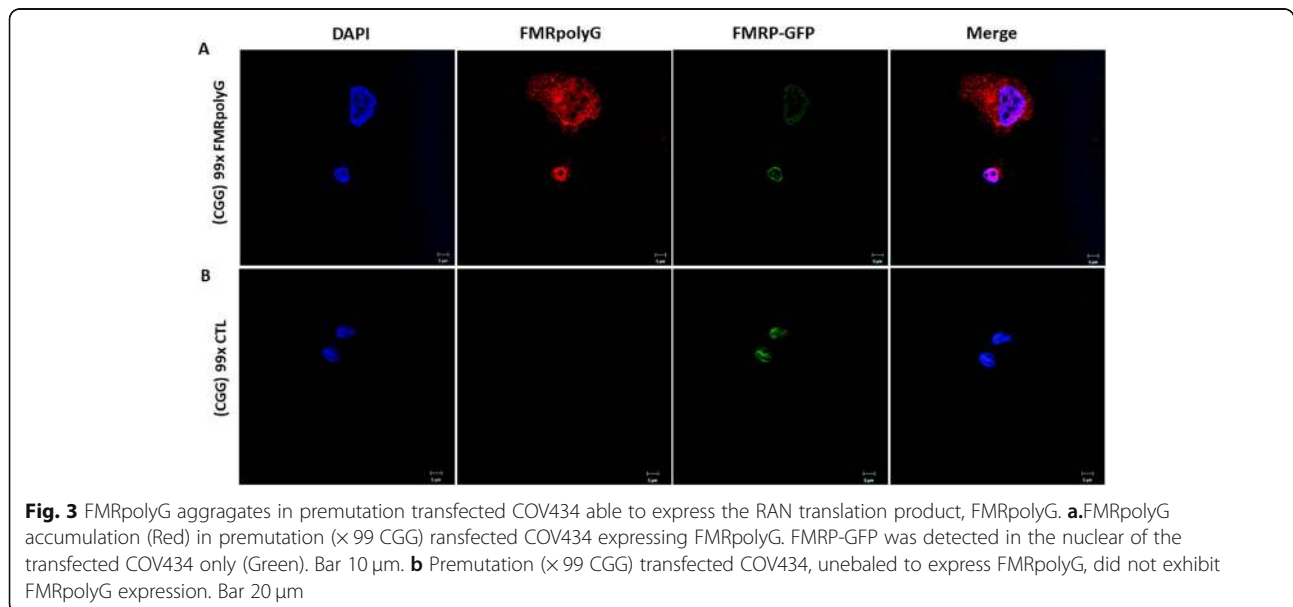 DAPI FMRpolyG FMRP-GFP Merge
A
(CGG) 99x FMRpolyG
B
(CGG) 99x CTL
Fig. 3 FMRpolyG aggragates in premutation transfected COV434 able to express the RAN translation product, FMRpolyG. a.FMRpolyG
accumulation (Red) in premutation (× 99 CGG) ransfected COV434 expressing FMRpolyG. FMRP-GFP was detected in the nuclear of the
transfected COV434 only (Green). Bar 10 μm. b Premutation (× 99 CGG) transfected COV434, unebaled to express FMRpolyG, did not exhibit
FMRpolyG expression. Bar 20 μm